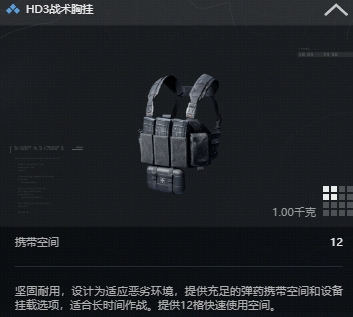 HD3战术胸挂
1.00千克
携带空间 12
坚固耐用，设计为适应恶劣环境，提供充足的弹药携带空间和设备
挂载选项，适合长时间作战。提供12格快速使用空间。